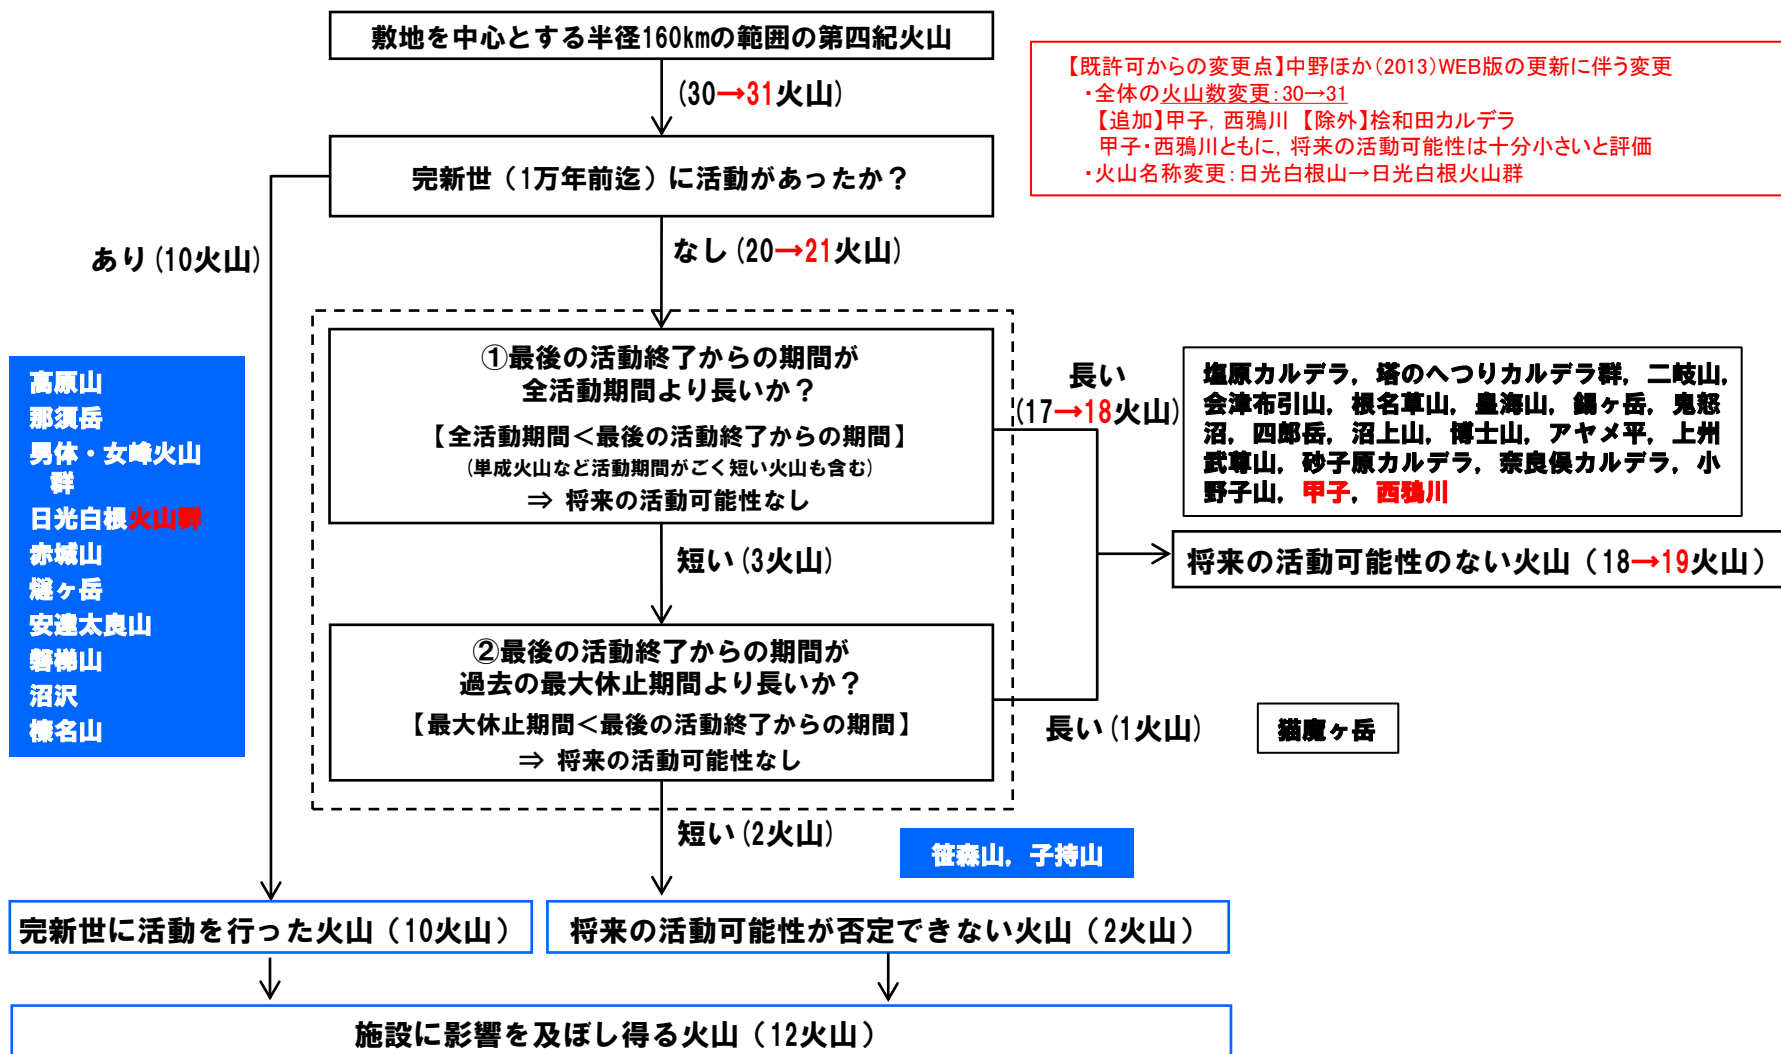 敷地を中心とする半径160kmの範囲の第四紀火山
(30→31火山)
【既許可からの変更点】中野ほか(2013)WEB版の更新に伴う変更
・全体の火山数変更:30→31
【追加】甲子，西鴉川 【除外】桧和田カルデラ
甲子・西鴉川ともに，将来の活動可能性は十分小さいと評価
・火山名称変更:日光白根山→日光白根火山群
完新世（1万年前迄）に活動があったか？
あり(10火山)
なし(20→21火山)
高原山
那須岳
男体・女峰火山
群
日光白根火山群
赤城山
燧ヶ岳
安達太良山
磐梯山
沼沢
榛名山
①最後の活動終了からの期間が
全活動期間より長いか？
【全活動期間＜最後の活動終了からの期間】
(単成火山など活動期間がごく短い火山も含む)
⇒ 将来の活動可能性なし
長い
(17→18火山)
塩原カルデラ，塔のへつりカルデラ群，二岐山，
会津布引山，根名草山，皇海山，錫ヶ岳，鬼怒
沼，四郎岳，沼上山，博士山，アヤメ平，上州
武尊山，砂子原カルデラ，奈良俣カルデラ，小
野子山，甲子，西鴉川
短い(3火山)
将来の活動可能性のない火山（18→19火山）
②最後の活動終了からの期間が
過去の最大休止期間より長いか？
【最大休止期間＜最後の活動終了からの期間】
⇒ 将来の活動可能性なし
長い(1火山)
猫魔ヶ岳
短い(2火山)
笹森山，子持山
完新世に活動を行った火山（10火山）
将来の活動可能性が否定できない火山（2火山）
施設に影響を及ぼし得る火山（12火山）